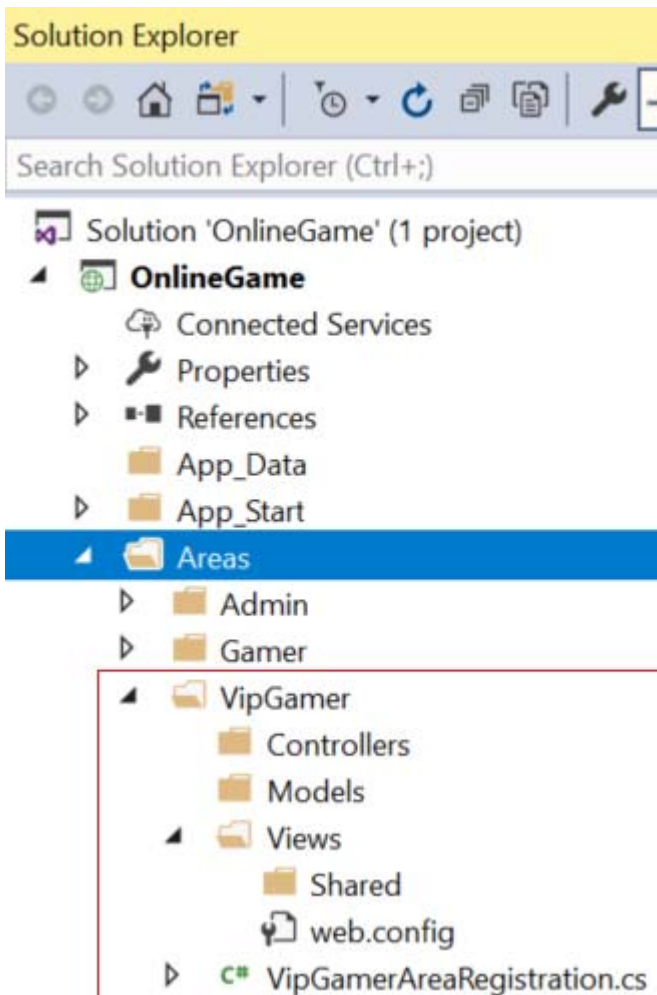 Solution Explorer
Search Solution Explorer (Ctrl+;)
Solution 'OnlineGame' (1 project)
OnlineGame
Connected Services
Properties
References
App_Data
App_Start
Areas
Admin
Gamer
VipGamer
Controllers
Models
Views
Shared
web.config
C# VipGamerAreaRegistration.cs